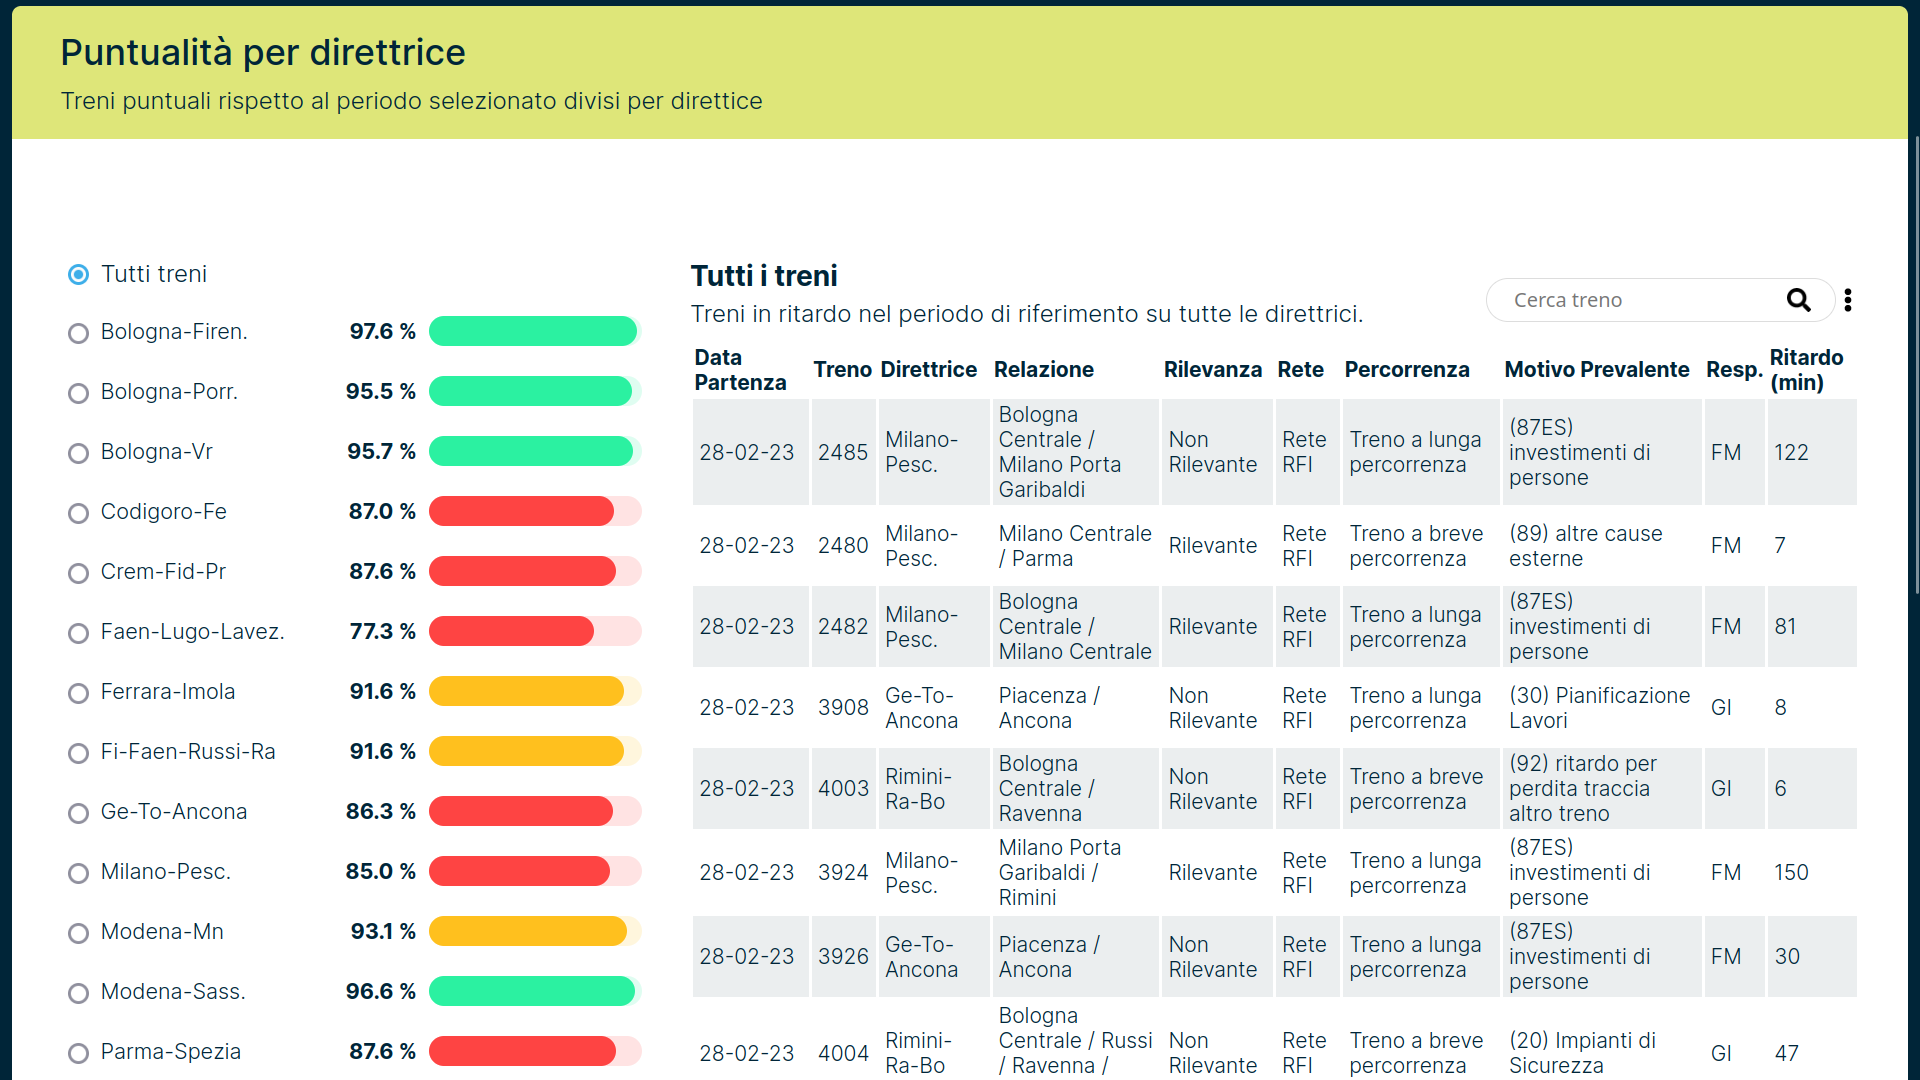 Puntualità per direttrice
Treni puntuali rispetto al periodo selezionato divisi per direttice
Tutti treni
Bologna-Firen. 97.6 %
Bologna-Porr. 95.5 %
Bologna-Vr 95.7 %
Codigoro-Fe 87.0 %
Crem-Fid-Pr 87.6 %
Faen-Lugo-Lavez. 77.3 %
Ferrara-Imola 91.6 %
Fi-Faen-Russi-Ra 91.6 %
Ge-To-Ancona 86.3 %
Milano-Pesc. 85.0 %
Modena-Mn 93.1 %
Modena-Sass. 96.6 %
Parma-Spezia 87.6 %
Tutti i treni
Treni in ritardo nel periodo di riferimento su tutte le direttrici.
Cerca treno
Data Partenza Treno Direttrice Relazione Rilevanza Rete Percorrenza Motivo Prevalente Resp. Ritardo (min)
28-02-23 2485 Milano-Pesc. Bologna Centrale / Milano Porta Garibaldi Non Rilevante Rete RFI Treno a lunga percorrenza (87ES) investimenti di persone FM 122
28-02-23 2480 Milano-Pesc. Milano Centrale / Parma Rilevante Rete RFI Treno a breve percorrenza (89) altre cause esterne FM 7
28-02-23 2482 Milano-Pesc. Bologna Centrale / Milano Centrale Rilevante Rete RFI Treno a lunga percorrenza (87ES) investimenti di persone FM 81
28-02-23 3908 Ge-To-Ancona Piacenza / Ancona Non Rilevante Rete RFI Treno a lunga percorrenza (30) Pianificazione Lavori GI 8
28-02-23 4003 Rimini-Ra-Bo Bologna Centrale / Ravenna Non Rilevante Rete RFI Treno a breve percorrenza (92) ritardo per perdita traccia altro treno GI 6
28-02-23 3924 Milano-Pesc. Milano Porta Garibaldi / Rimini Rilevante Rete RFI Treno a lunga percorrenza (87ES) investimenti di persone FM 150
28-02-23 3926 Ge-To-Ancona Piacenza / Ancona Non Rilevante Rete RFI Treno a lunga percorrenza (87ES) investimenti di persone FM 30
28-02-23 4004 Rimini-Ra-Bo Bologna Centrale / Russi / Ravenna / Non Rilevante Rete RFI Treno a breve percorrenza (20) Impianti di Sicurezza GI 47